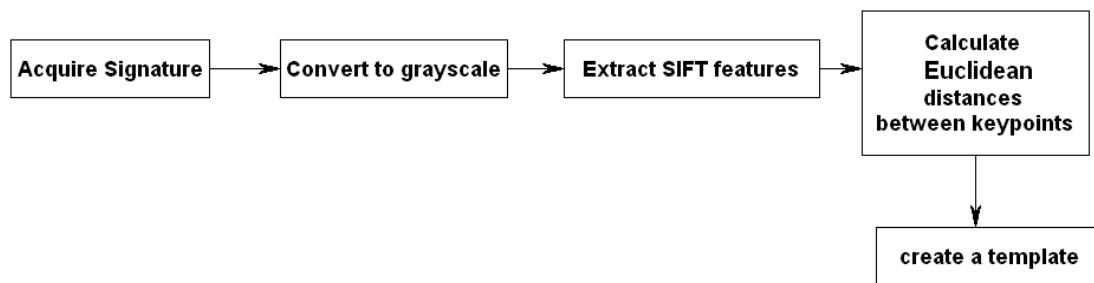 Acquire Signature
Convert to grayscale
Extract SIFT features
Calculate
Euclidean
distances
between keypoints
create a template